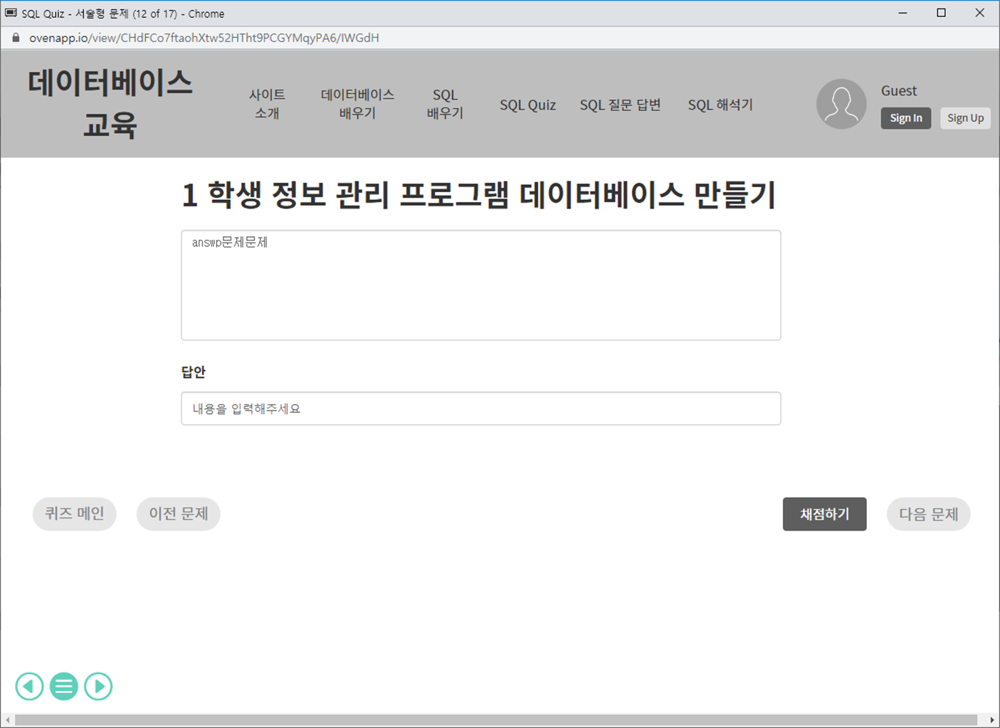 SQL Quiz - 서술형 문제 (12 of 17) - Chrome
ovenapp.io/view/CHdFCo7ftaohXtw52HTht9PCGYMqyPA6/IWGdH
데이터베이스
교육
사이트
소개
데이터베이스
배우기
SQL
배우기
SQL Quiz
SQL 질문 답변
SQL 해석기
Guest
Sign In
Sign Up
1 학생 정보 관리 프로그램 데이터베이스 만들기
answp문제문제
답안
내용을 입력해주세요
퀴즈 메인
이전 문제
채점하기
다음 문제